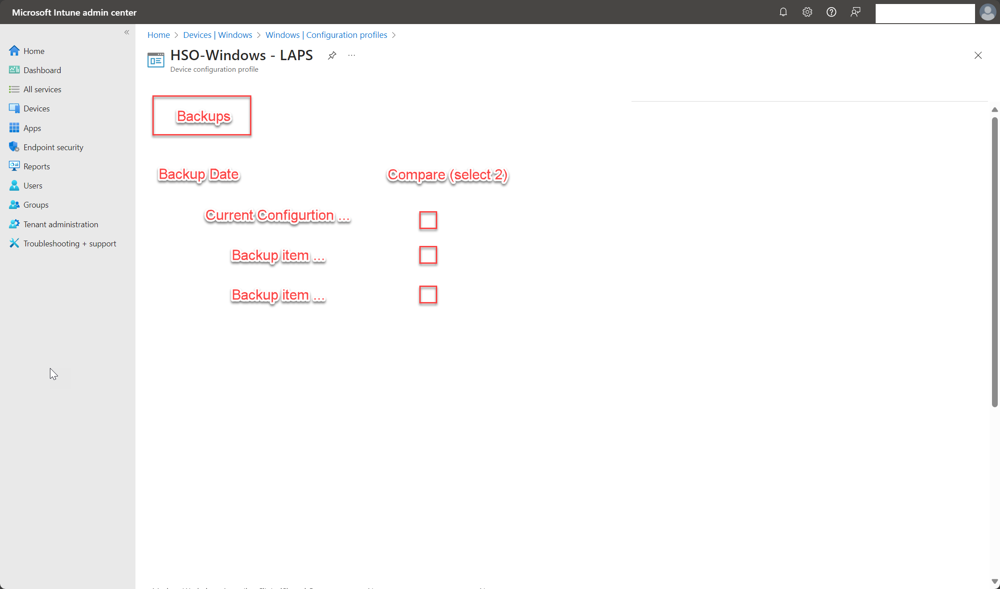 Microsoft Intune admin center
Home > Devices | Windows > Windows | Configuration profiles >
HSO-Windows - LAPS
Device configuration profile
Home
Dashboard
All services
Devices
Apps
Endpoint security
Reports
Users
Groups
Tenant administration
Troubleshooting + support
Backups
Backup Date
Compare (select 2)
Current Configurtion ...
Backup item ...
Backup item ...